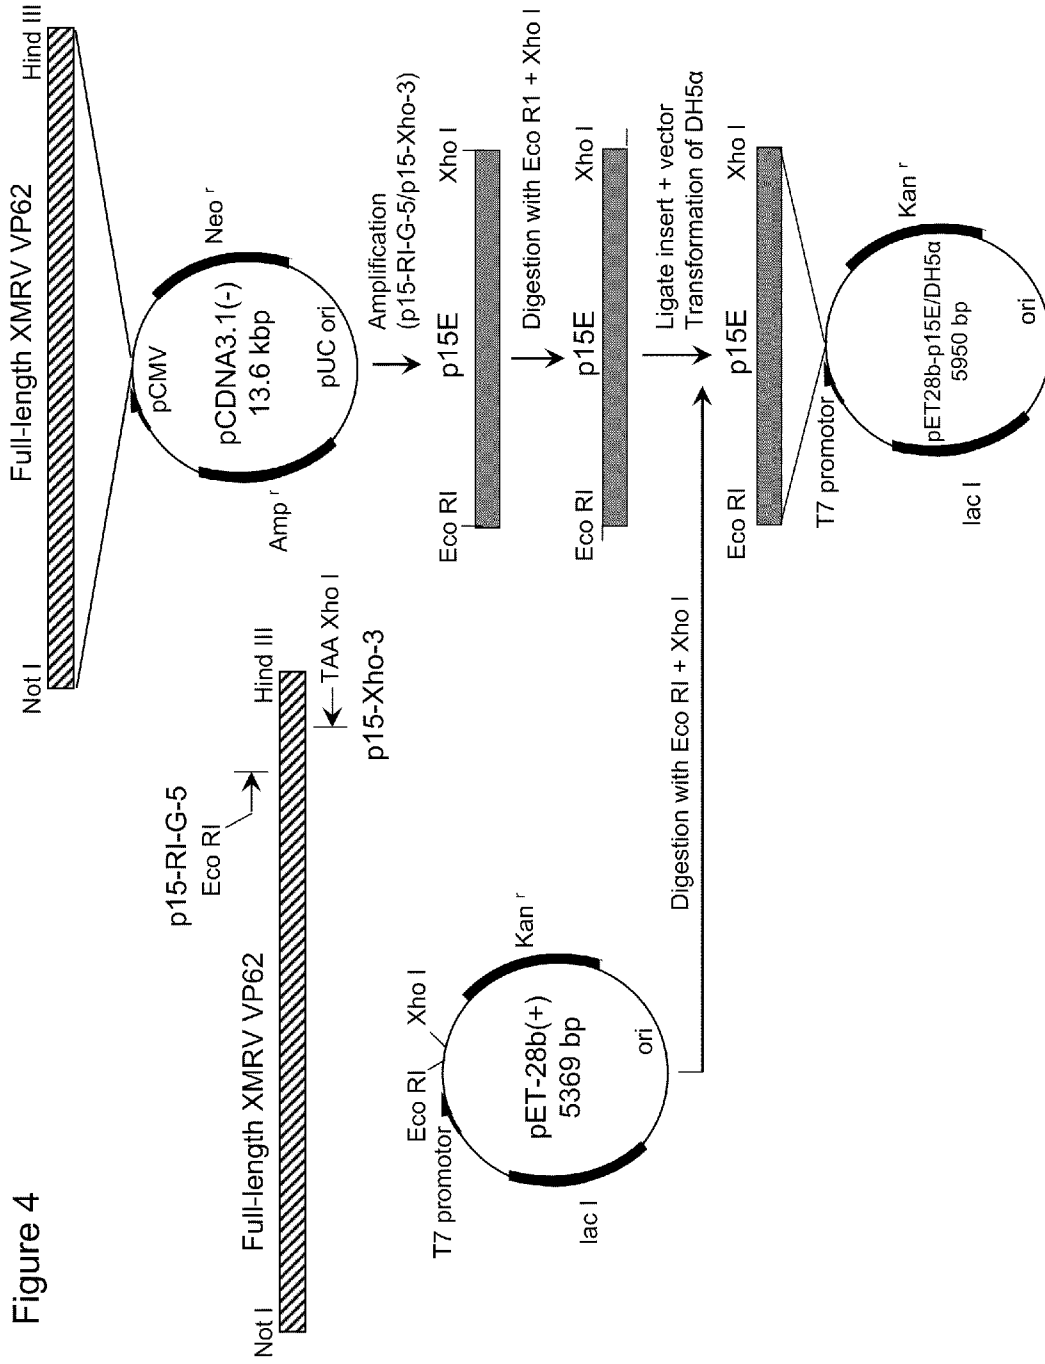 Figure 4
Full-length XMRV VP62
Not I
Hind III
pCMV
Neo r
pCDNA3.1(-)
13.6 kbp
pUC ori
Amp r
p15-RI-G-5
Eco RI
Full-length XMRV VP62
Not I
Hind III
TAA Xho I
p15-Xho-3
Amplification
(p15-RI-G-5/p15-Xho-3)
p15E
Eco RI
Xho I
Digestion with Eco R1 + Xho I
p15E
Eco RI
Xho I
Eco RI
Xho I
T7 promotor
Kan r
pET-28b(+)
5369 bp
ori
lac I
Digestion with Eco RI + Xho I
Ligate insert + vector
Transformation of DH5α
p15E
Eco RI
Xho I
T7 promotor
Kan r
pET28b-p15E/DH5α
5950 bp
lac I
ori